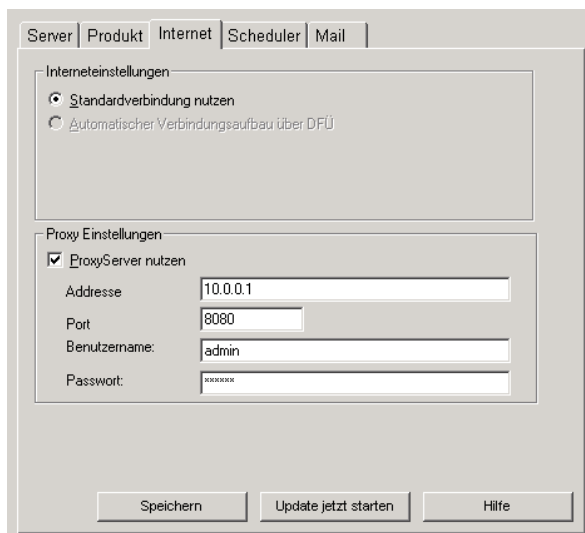 Server Produkt Internet Scheduler Mail
Interneteinstellungen
Standardverbindung nutzen
Automatischer Verbindungsaufbau über DFÜ
Proxy Einstellungen
ProxyServer nutzen
Addresse 10.0.0.1
Port 8080
Benutzername: admin
Passwort: ******
Speichern Update jetzt starten Hilfe